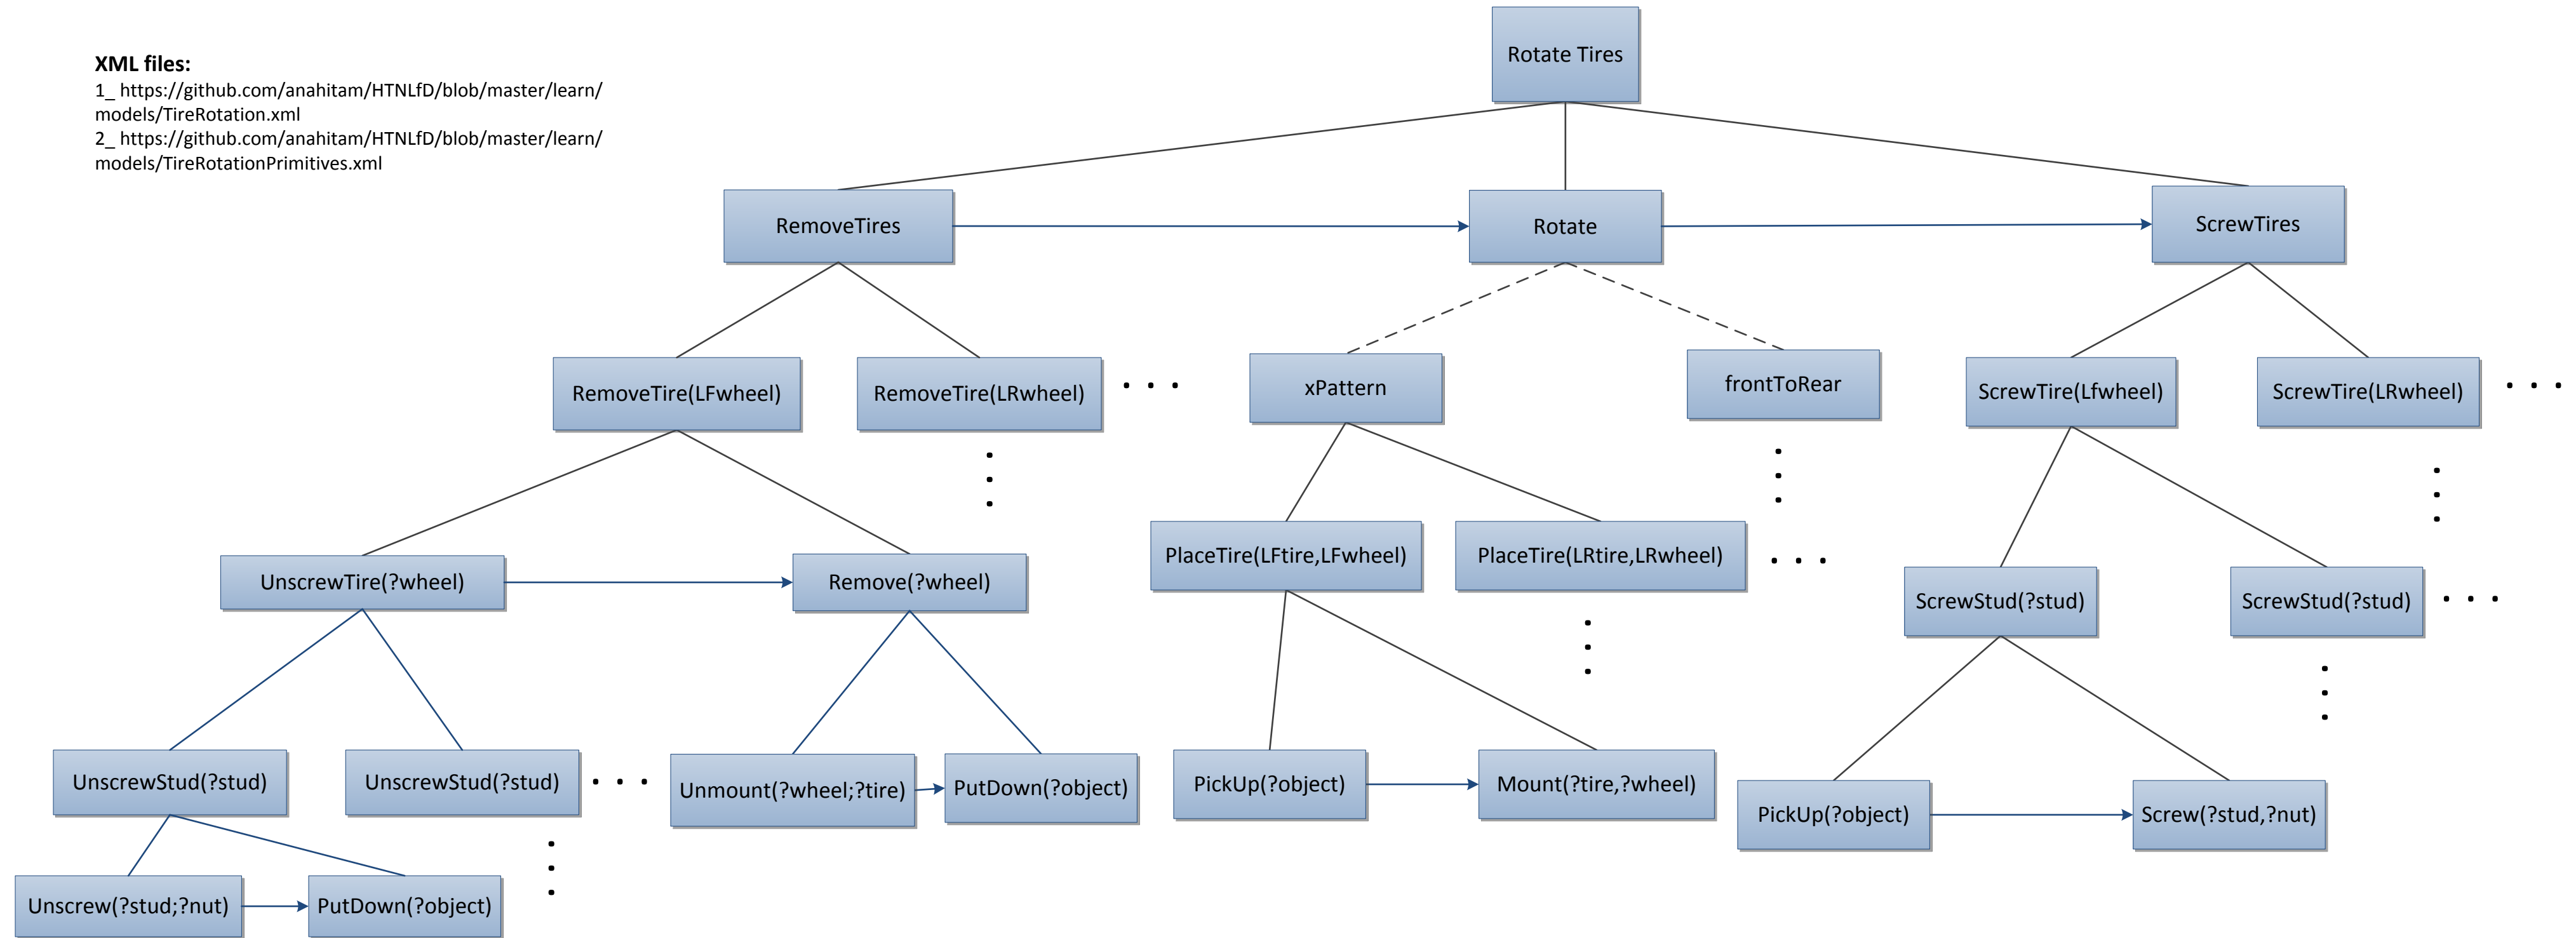 XML files:
1_ https://github.com/anahitam/HTNLfD/blob/master/learn/
models/TireRotation.xml
2_ https://github.com/anahitam/HTNLfD/blob/master/learn/
models/TireRotationPrimitives.xml
Rotate Tires
RemoveTires
Rotate
ScrewTires
RemoveTire(LFwheel)
RemoveTire(LRwheel)
. . .
xPattern
frontToRear
ScrewTire(Lfwheel)
ScrewTire(LRwheel)
. . .
UnscrewTire(?wheel)
Remove(?wheel)
PlaceTire(LFtire,LFwheel)
PlaceTire(LRtire,LRwheel)
. . .
ScrewStud(?stud)
ScrewStud(?stud)
. . .
UnscrewStud(?stud)
UnscrewStud(?stud)
. . .
Unmount(?wheel;?tire)
PutDown(?object)
PickUp(?object)
Mount(?tire,?wheel)
PickUp(?object)
Screw(?stud,?nut)
Unscrew(?stud;?nut)
PutDown(?object)